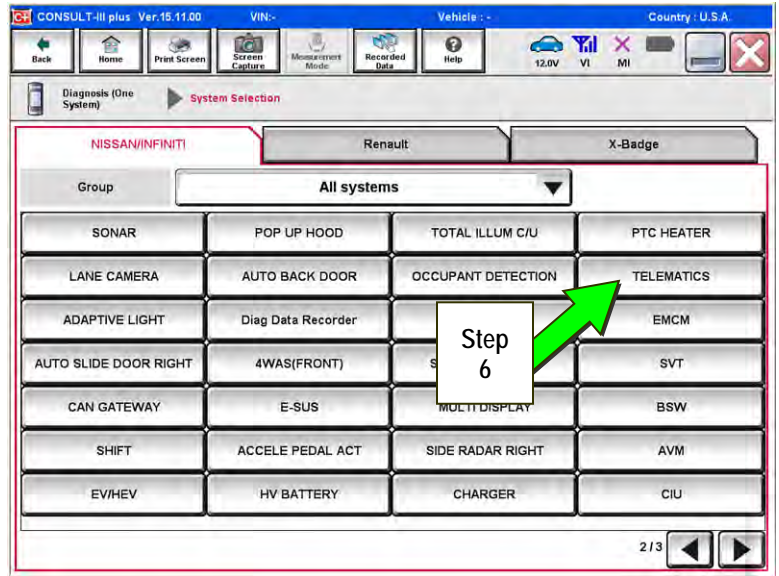 CONSULT-III plus Ver.15.11.00 VIN:- Vehicle : - Country : U.S.A.
Back Home Print Screen Screen Capture Measurement Mode Recorded Data Help 12.0V VI MI
Diagnosis (One System) System Selection
NISSAN/INFINITI Renault X-Badge
Group All systems
SONAR POP UP HOOD TOTAL ILLUM C/U PTC HEATER
LANE CAMERA AUTO BACK DOOR OCCUPANT DETECTION TELEMATICS
ADAPTIVE LIGHT Diag Data Recorder EMCM
Step 6
AUTO SLIDE DOOR RIGHT 4WAS(FRONT) SVT
CAN GATEWAY E-SUS MULTI DISPLAY BSW
SHIFT ACCELE PEDAL ACT SIDE RADAR RIGHT AVM
EV/HEV HV BATTERY CHARGER CIU
2/3